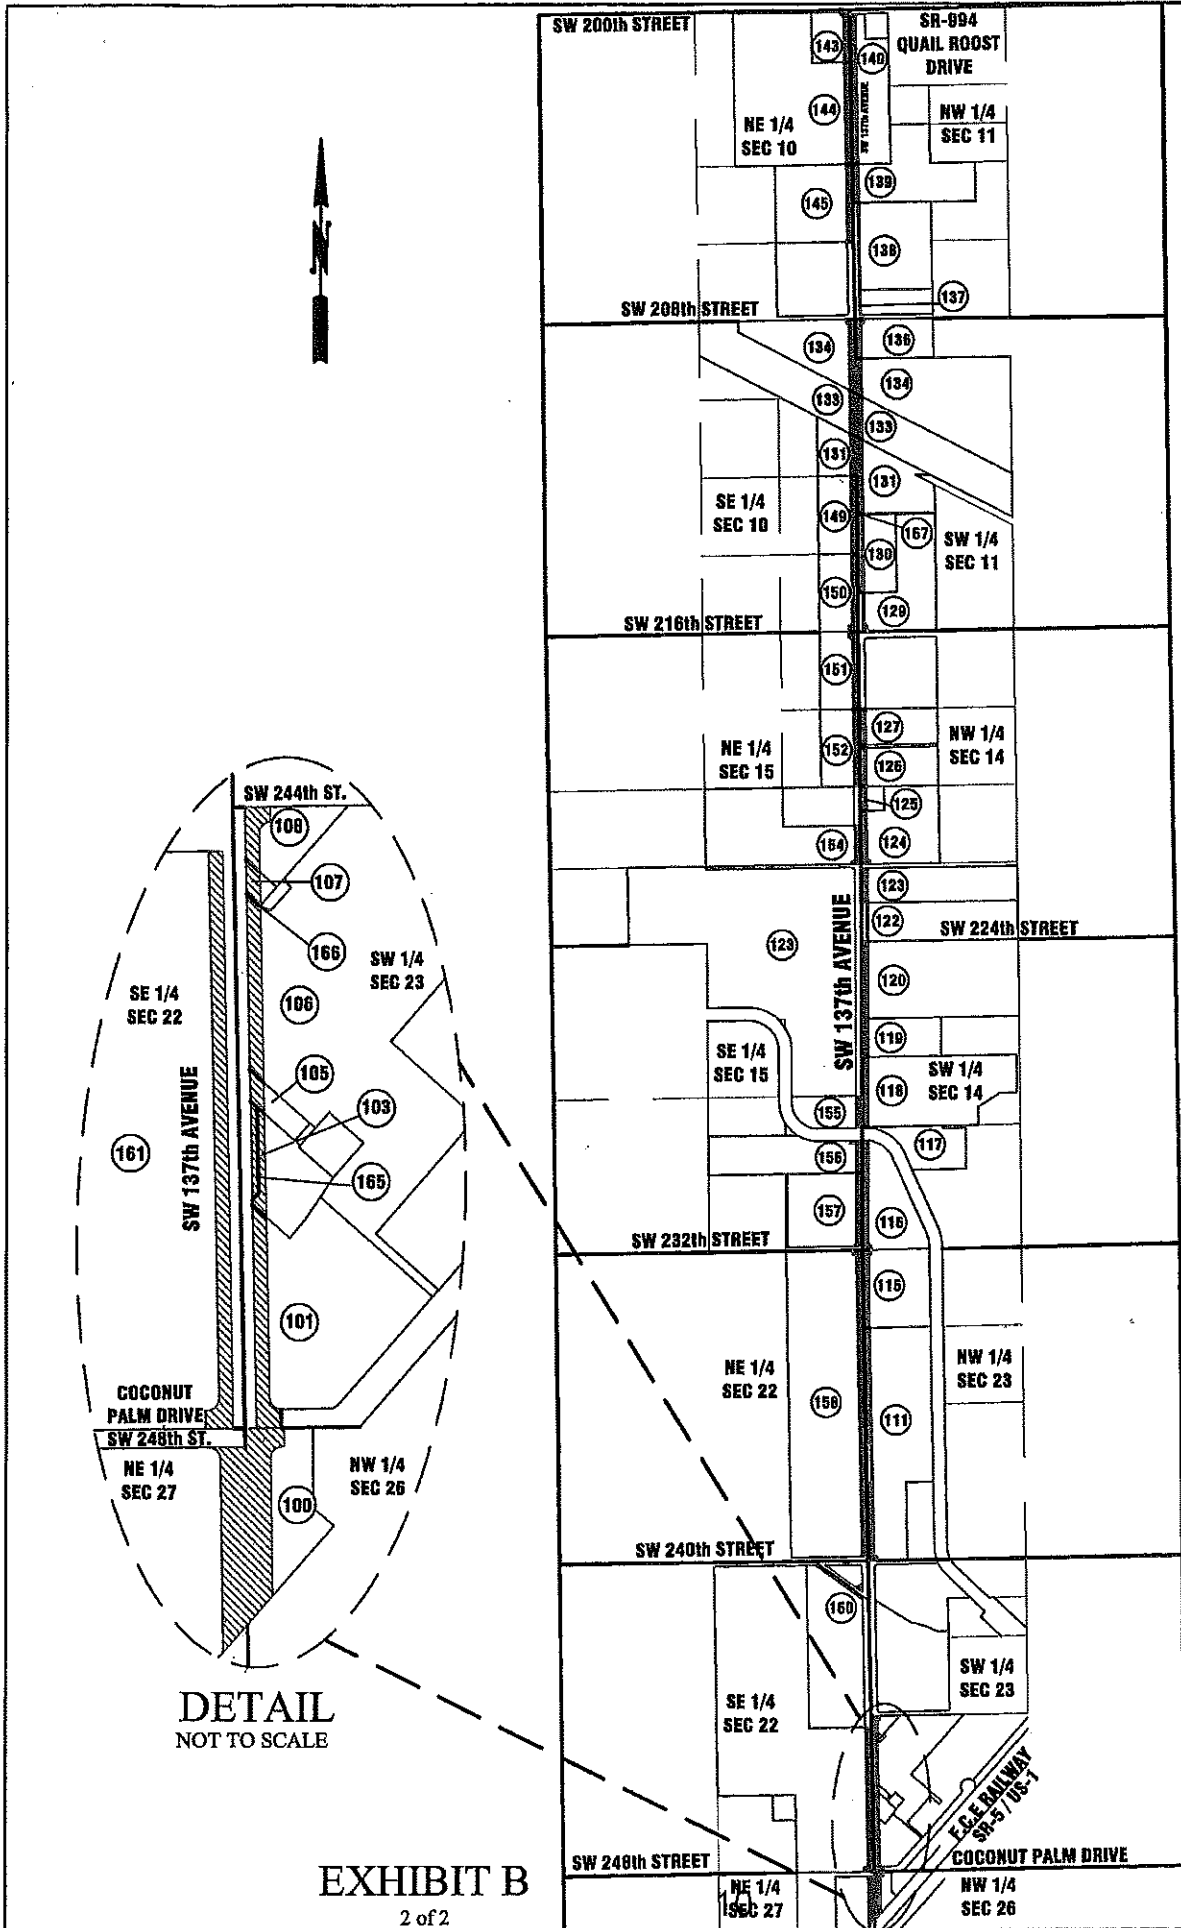 SW 200th STREET
SR-994
QUAIL ROOST
DRIVE
143
140
144
SW 137th AVENUE
NE 1/4
SEC 10
NW 1/4
SEC 11
139
145
138
137
SW 208th STREET
N
134
136
134
133
133
131
131
SE 1/4
SEC 10
149
167
SW 1/4
SEC 11
130
150
129
SW 216th STREET
151
127
NW 1/4
SEC 14
NE 1/4
SEC 15
152
126
125
154
124
123
122
SW 224th STREET
123
SW 137th AVENUE
120
119
SE 1/4
SEC 15
SW 1/4
SEC 14
118
155
117
156
157
116
SW 232th STREET
115
NE 1/4
SEC 22
NW 1/4
SEC 23
158
111
SW 240th STREET
160
SW 1/4
SEC 23
SE 1/4
SEC 22
F.C.E RAILWAY
SR-5 / US-1
SW 248th STREET
COCONUT PALM DRIVE
NE 1/4
SEC 27
NW 1/4
SEC 26
SW 244th ST.
108
107
166
SW 1/4
SEC 23
SE 1/4
SEC 22
106
105
103
SW 137th AVENUE
161
165
101
COCONUT
PALM DRIVE
SW 248th ST.
NE 1/4
SEC 27
NW 1/4
SEC 26
100
DETAIL
NOT TO SCALE
EXHIBIT B
2 of 2